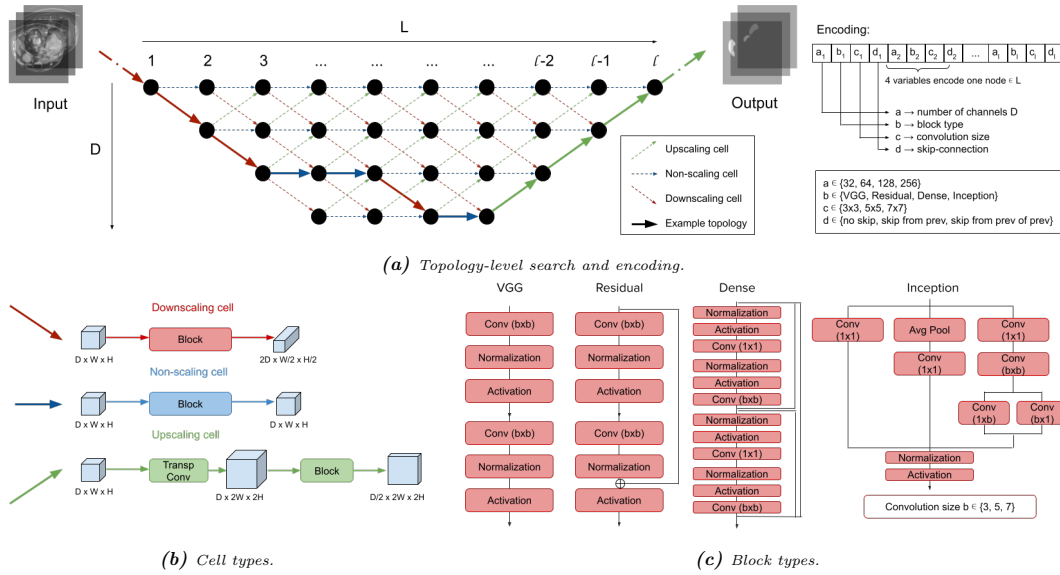 L
Encoding:
1 2 3 ... ... ... ℓ-2 ℓ-1 ℓ
a1 b1 c1 d1 a2 b2 c2 d2 ... al bl cl dl
4 variables encode one node ∈ L
Input
Output
D
a → number of channels D
b → block type
c → convolution size
d → skip-connection
Upscaling cell
Non-scaling cell
Downscaling cell
Example topology
a ∈ {32, 64, 128, 256}
b ∈ {VGG, Residual, Dense, Inception}
c ∈ {3x3, 5x5, 7x7}
d ∈ {no skip, skip from prev, skip from prev of prev}
(a) Topology-level search and encoding.
Downscaling cell
Block
D x W x H
2D x W/2 x H/2
Non-scaling cell
Block
D x W x H
D x W x H
Upscaling cell
Transp
Conv
Block
D x W x H
D x 2W x 2H
D/2 x 2W x 2H
(b) Cell types.
VGG
Conv (bxb)
Normalization
Activation
Conv (bxb)
Normalization
Activation
Residual
Conv (bxb)
Normalization
Activation
Conv (bxb)
Normalization
Activation
Dense
Normalization
Activation
Conv (1x1)
Normalization
Activation
Conv (bxb)
Normalization
Activation
Conv (1x1)
Normalization
Activation
Conv (bxb)
Inception
Conv
(1x1)
Avg Pool
Conv
(1x1)
Conv
(1x1)
Conv
(bxb)
Conv
(1xb)
Conv
(bx1)
Normalization
Activation
Convolution size b ∈ {3, 5, 7}
(c) Block types.